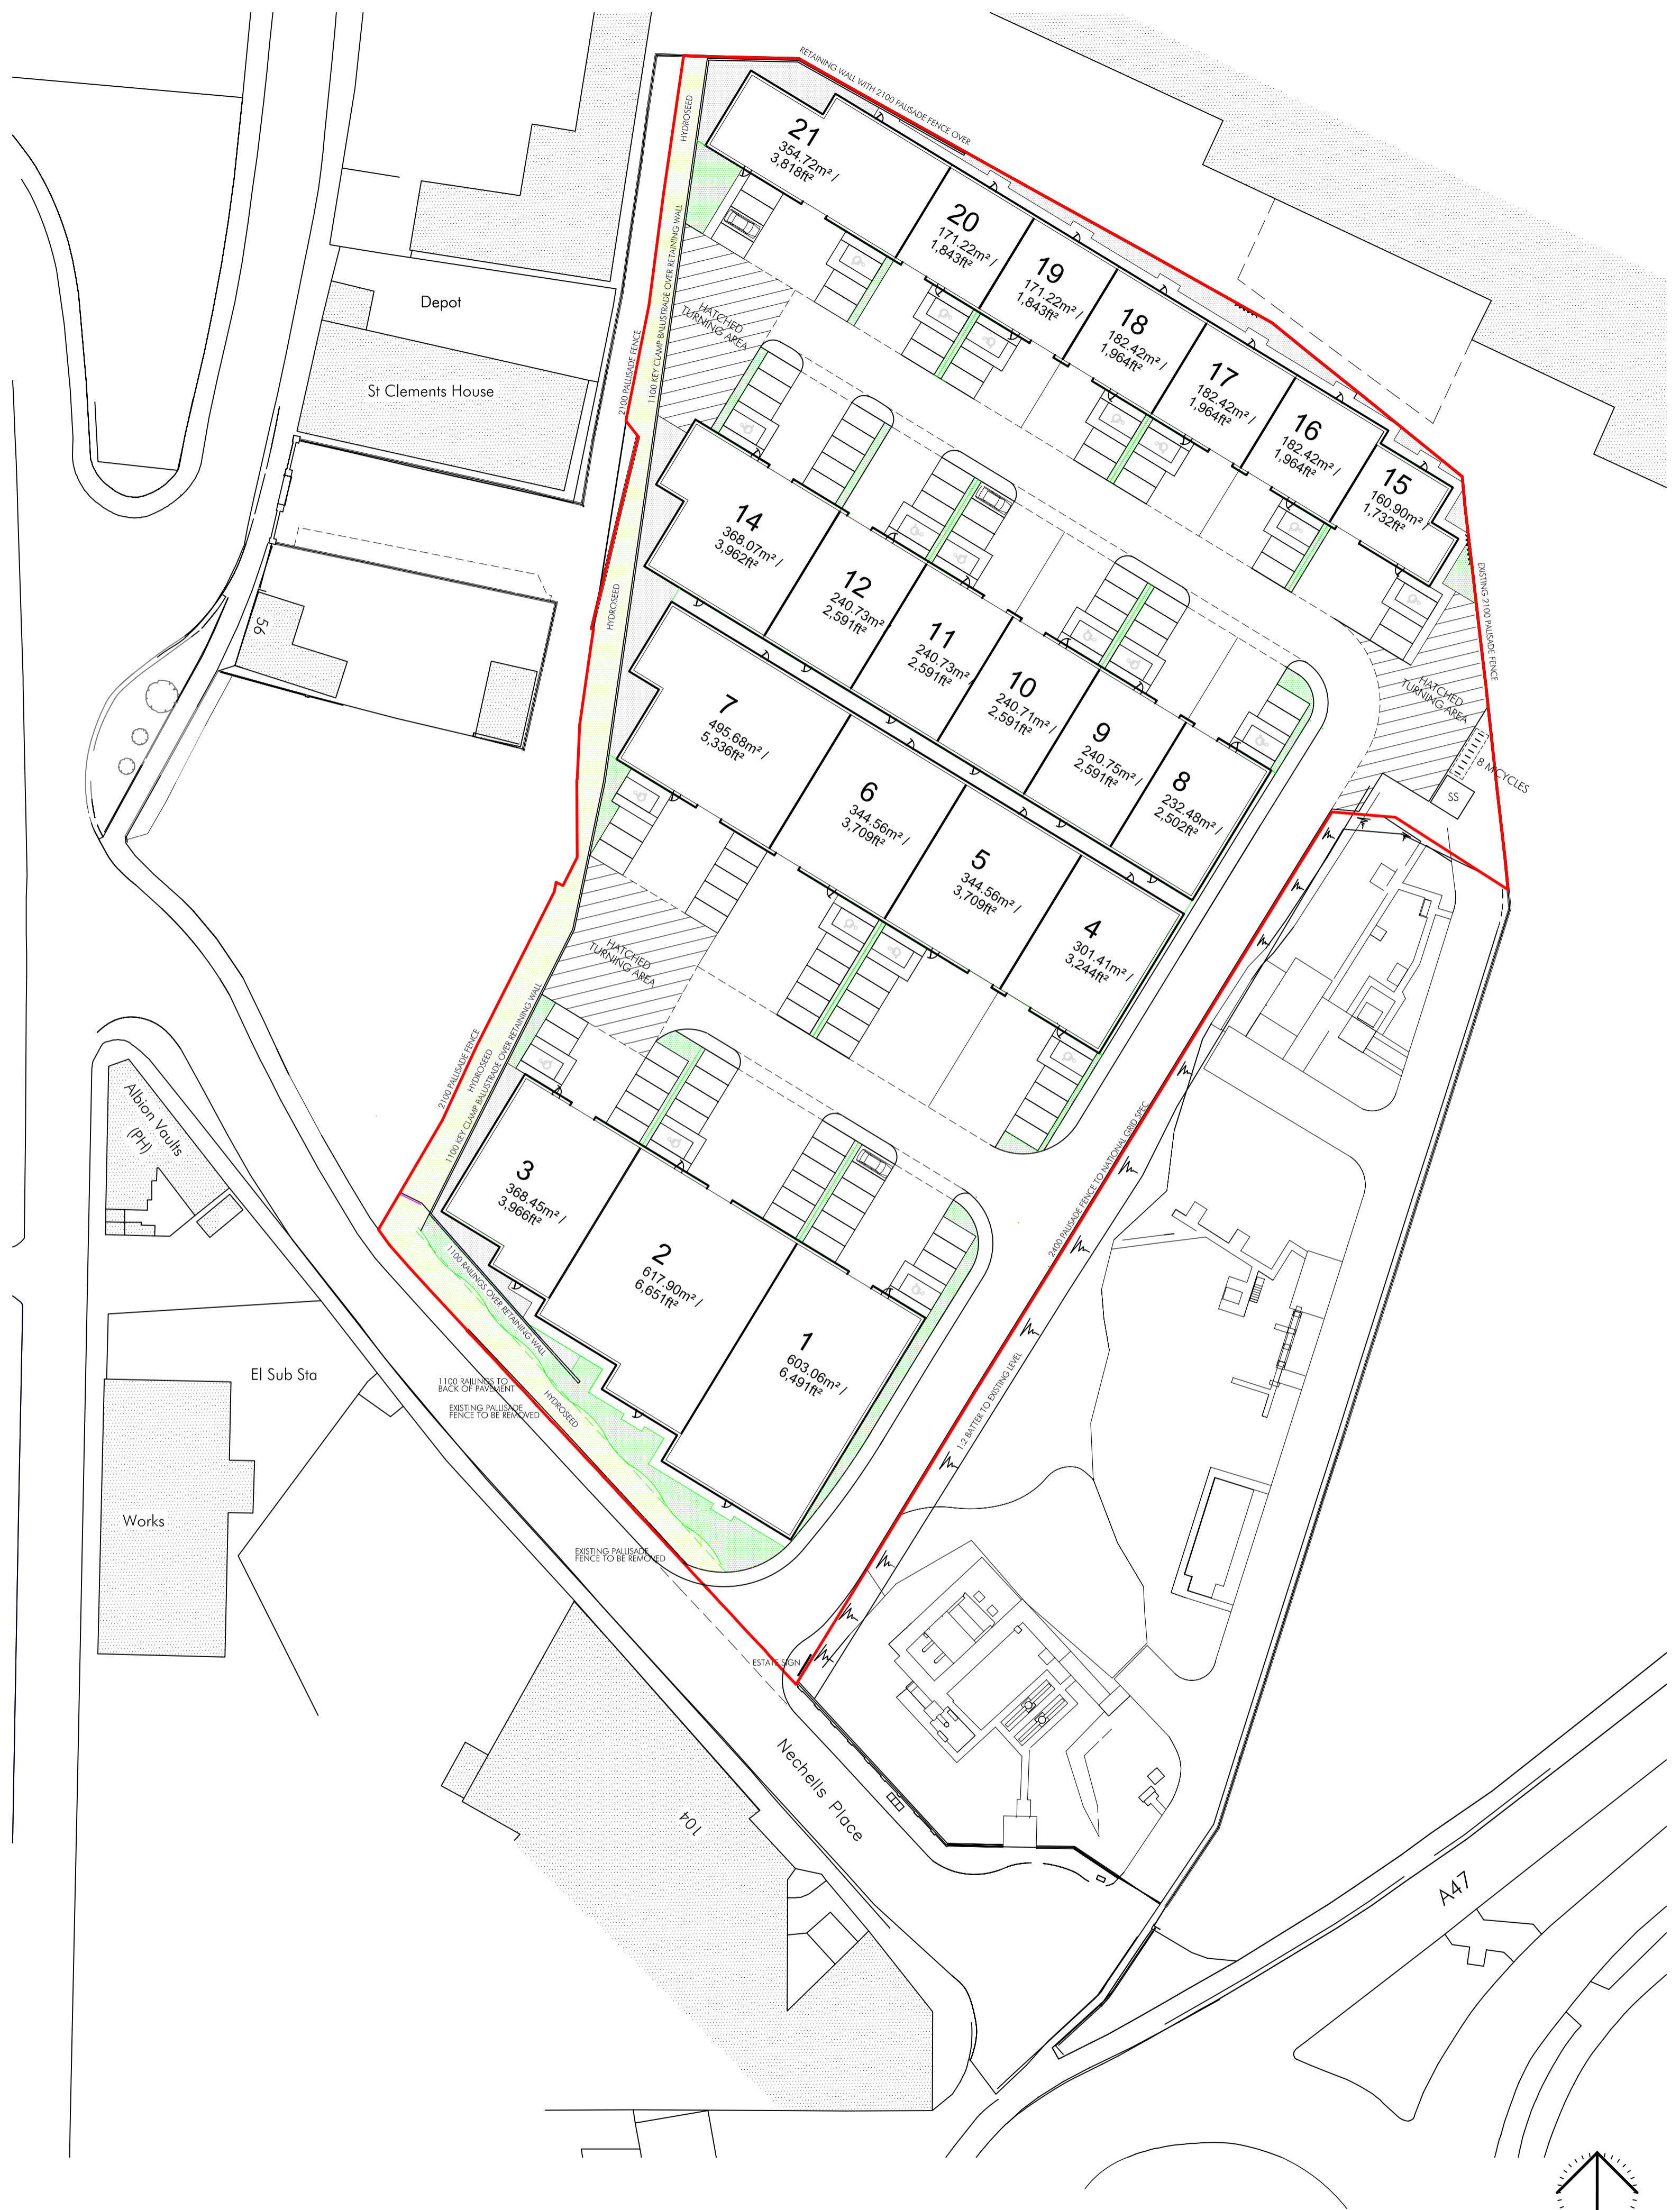 RETAINING WALL WITH 2100 PALISADE FENCE OVER
HYDROSEED
21
354.72m² /
3,818ft²
20
171.22m² /
1,843ft²
19
171.22m² /
1,843ft²
18
182.42m² /
1,964ft²
17
182.42m² /
1,964ft²
16
182.42m² /
1,964ft²
15
160.90m² /
1,732ft²
1100 KEY CLAMP BALUSTRADE OVER RETAINING WALL
2100 PALISADE FENCE
HATCHED
TURNING AREA
Depot
St Clements House
56
HYDROSEED
14
368.07m² /
3,962ft²
12
240.73m² /
2,591ft²
11
240.73m² /
2,591ft²
10
240.71m² /
2,591ft²
9
240.75m² /
2,591ft²
8
232.48m² /
2,502ft²
EXISTING 2100 PALISADE FENCE
HATCHED
TURNING AREA
8 MCYCLES
SS
7
495.68m² /
5,336ft²
6
344.56m² /
3,709ft²
5
344.56m² /
3,709ft²
4
301.41m² /
3,244ft²
HATCHED
TURNING AREA
2100 PALISADE FENCE
HYDROSEED
1100 KEY CLAMP BALUSTRADE OVER RETAINING WALL
Albion Vaults
(PH)
3
368.45m² /
3,966ft²
2
617.90m² /
6,651ft²
1
603.06m² /
6,491ft²
2400 PALISADE FENCE TO NATIONAL GRID SPEC
1:2 BATTER TO EXISTING LEVEL
1100 RAILINGS OVER RETAINING WALL
HYDROSEED
El Sub Sta
1100 RAILINGS TO
BACK OF PAVEMENT
EXISTING PALLISADE
FENCE TO BE REMOVED
Works
EXISTING PALLISADE
FENCE TO BE REMOVED
ESTATE SIGN
Nechells Place
104
A47